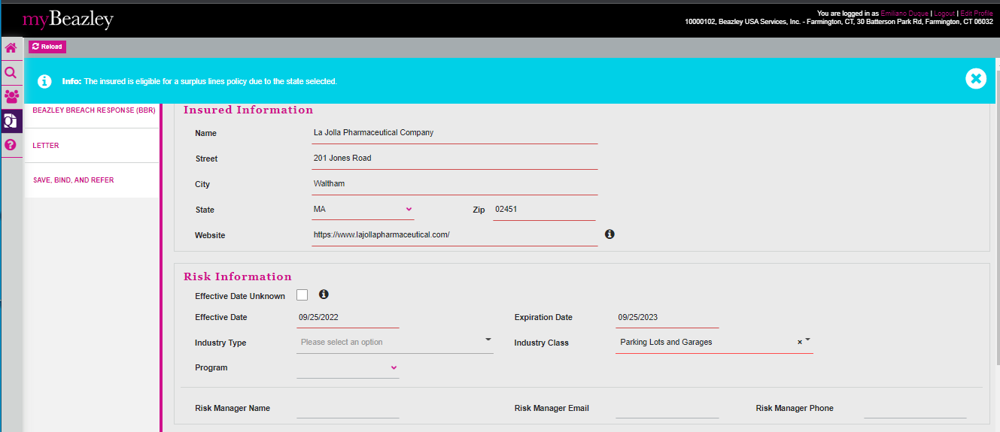 myBeazley
You are logged in as Emiliano Duque | Logout | Edit Profile
10000102, Beazley USA Services, Inc. - Farmington, CT, 30 Batterson Park Rd, Farmington, CT 06032
Reload
Info: The insured is eligible for a surplus lines policy due to the state selected.
BEAZLEY BREACH RESPONSE (BBR)
LETTER
SAVE, BIND, AND REFER
Insured Information
Name La Jolla Pharmaceutical Company
Street 201 Jones Road
City Waltham
State MA Zip 02451
Website https://www.lajollapharmaceutical.com/
Risk Information
Effective Date Unknown
Effective Date 09/25/2022 Expiration Date 09/25/2023
Industry Type Please select an option Industry Class Parking Lots and Garages
Program
Risk Manager Name Risk Manager Email Risk Manager Phone